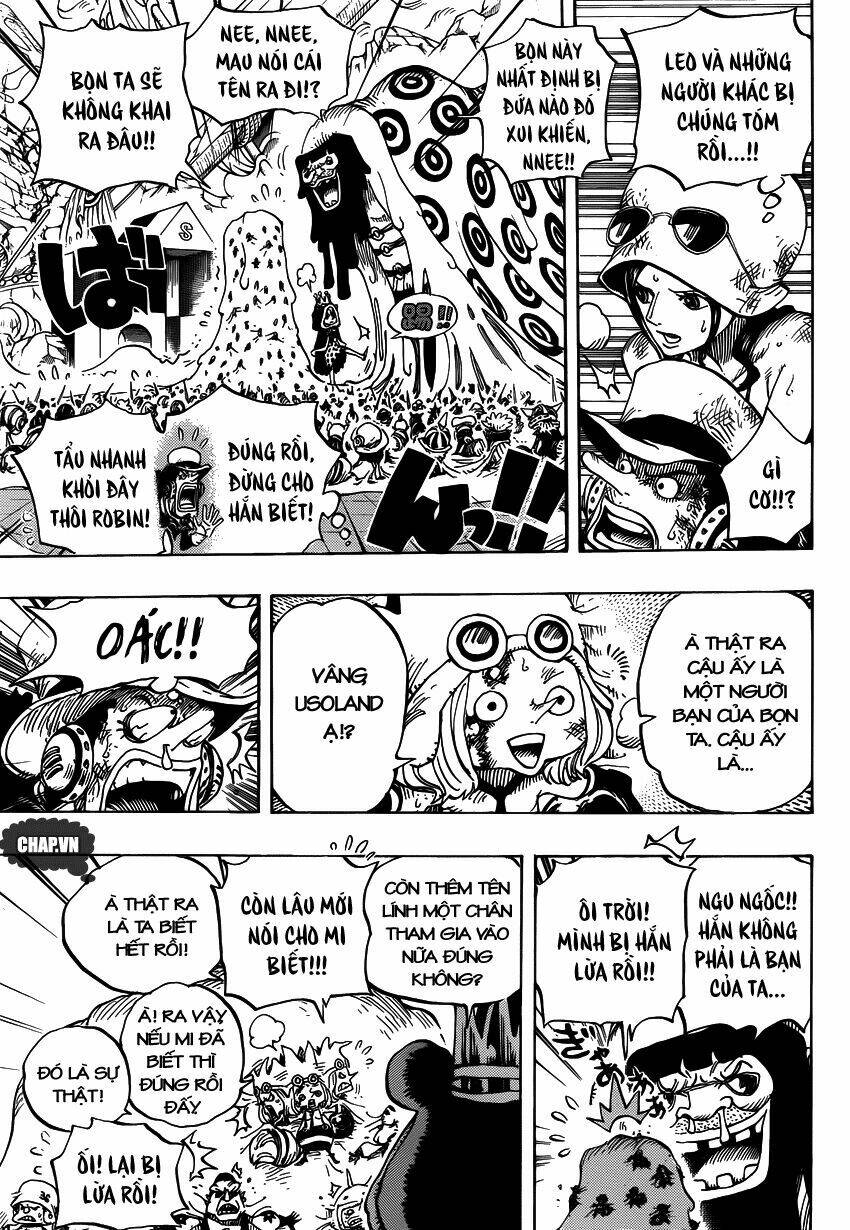 LEO VÀ NHỮNG
NGƯỜI KHÁC BỊ
CHÚNG TÓM
RỒI...!!
GÌ
CƠ!!?
BỌN NÀY
NHẤT ĐỊNH BỊ
ĐỨA NÀO ĐÓ
XUI KHIẾN,
NNEE!!
NEE, NNEE,
MAU NÓI CÁI
TÊN RA ĐI!?
BỌN TA SẼ
KHÔNG KHAI
RA ĐÂU!!
S
ばん
っ!!
ĐÚNG RỒI,
ĐỪNG CHO
HẮN BIẾT!
TẨU NHANH
KHỎI ĐÂY
THÔI ROBIN!
À THẬT RA
CẬU ẤY LÀ
MỘT NGƯỜI
BẠN CỦA BỌN
TA. CẬU ẤY
LÀ...
VÂNG,
USOLAND
Ạ!?
OÁC!!
CHAP.VN
NGU NGỐC!!
HẮN KHÔNG
PHẢI LÀ BẠN
CỦA TA...
ÔI TRỜI!
MÌNH BỊ HẮN
LỪA RỒI!!
CÒN THÊM TÊN
LÍNH MỘT CHÂN
THAM GIA VÀO
NỮA ĐÚNG
KHÔNG?
CÒN LÂU MỚI
NÓI CHO MI
BIẾT!!!
À THẬT RA
LÀ TA BIẾT
HẾT RỒI!
À! RA VẬY
NẾU MI ĐÃ
BIẾT THÌ
ĐÚNG RỒI
ĐẤY
ĐÓ LÀ SỰ
THẬT!
ỐI! LẠI BỊ
LỪA RỒI!